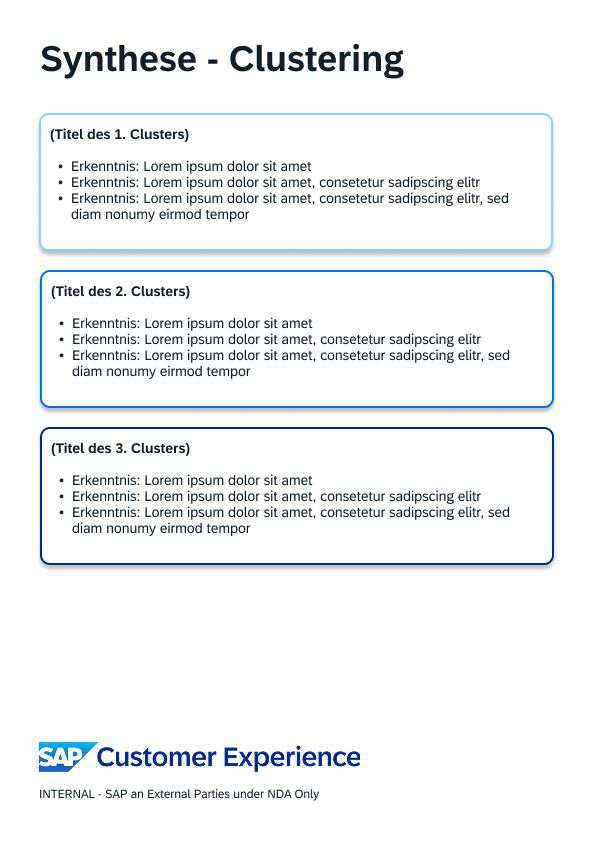 Synthese - Clustering
(Titel des 1. Clusters)
• Erkenntnis: Lorem ipsum dolor sit amet
• Erkenntnis: Lorem ipsum dolor sit amet, consetetur sadipscing elitr
• Erkenntnis: Lorem ipsum dolor sit amet, consetetur sadipscing elitr, sed
diam nonumy eirmod tempor
(Titel des 2. Clusters)
• Erkenntnis: Lorem ipsum dolor sit amet
• Erkenntnis: Lorem ipsum dolor sit amet, consetetur sadipscing elitr
• Erkenntnis: Lorem ipsum dolor sit amet, consetetur sadipscing elitr, sed
diam nonumy eirmod tempor
(Titel des 3. Clusters)
• Erkenntnis: Lorem ipsum dolor sit amet
• Erkenntnis: Lorem ipsum dolor sit amet, consetetur sadipscing elitr
• Erkenntnis: Lorem ipsum dolor sit amet, consetetur sadipscing elitr, sed
diam nonumy eirmod tempor
SAP Customer Experience
INTERNAL - SAP an External Parties under NDA Only